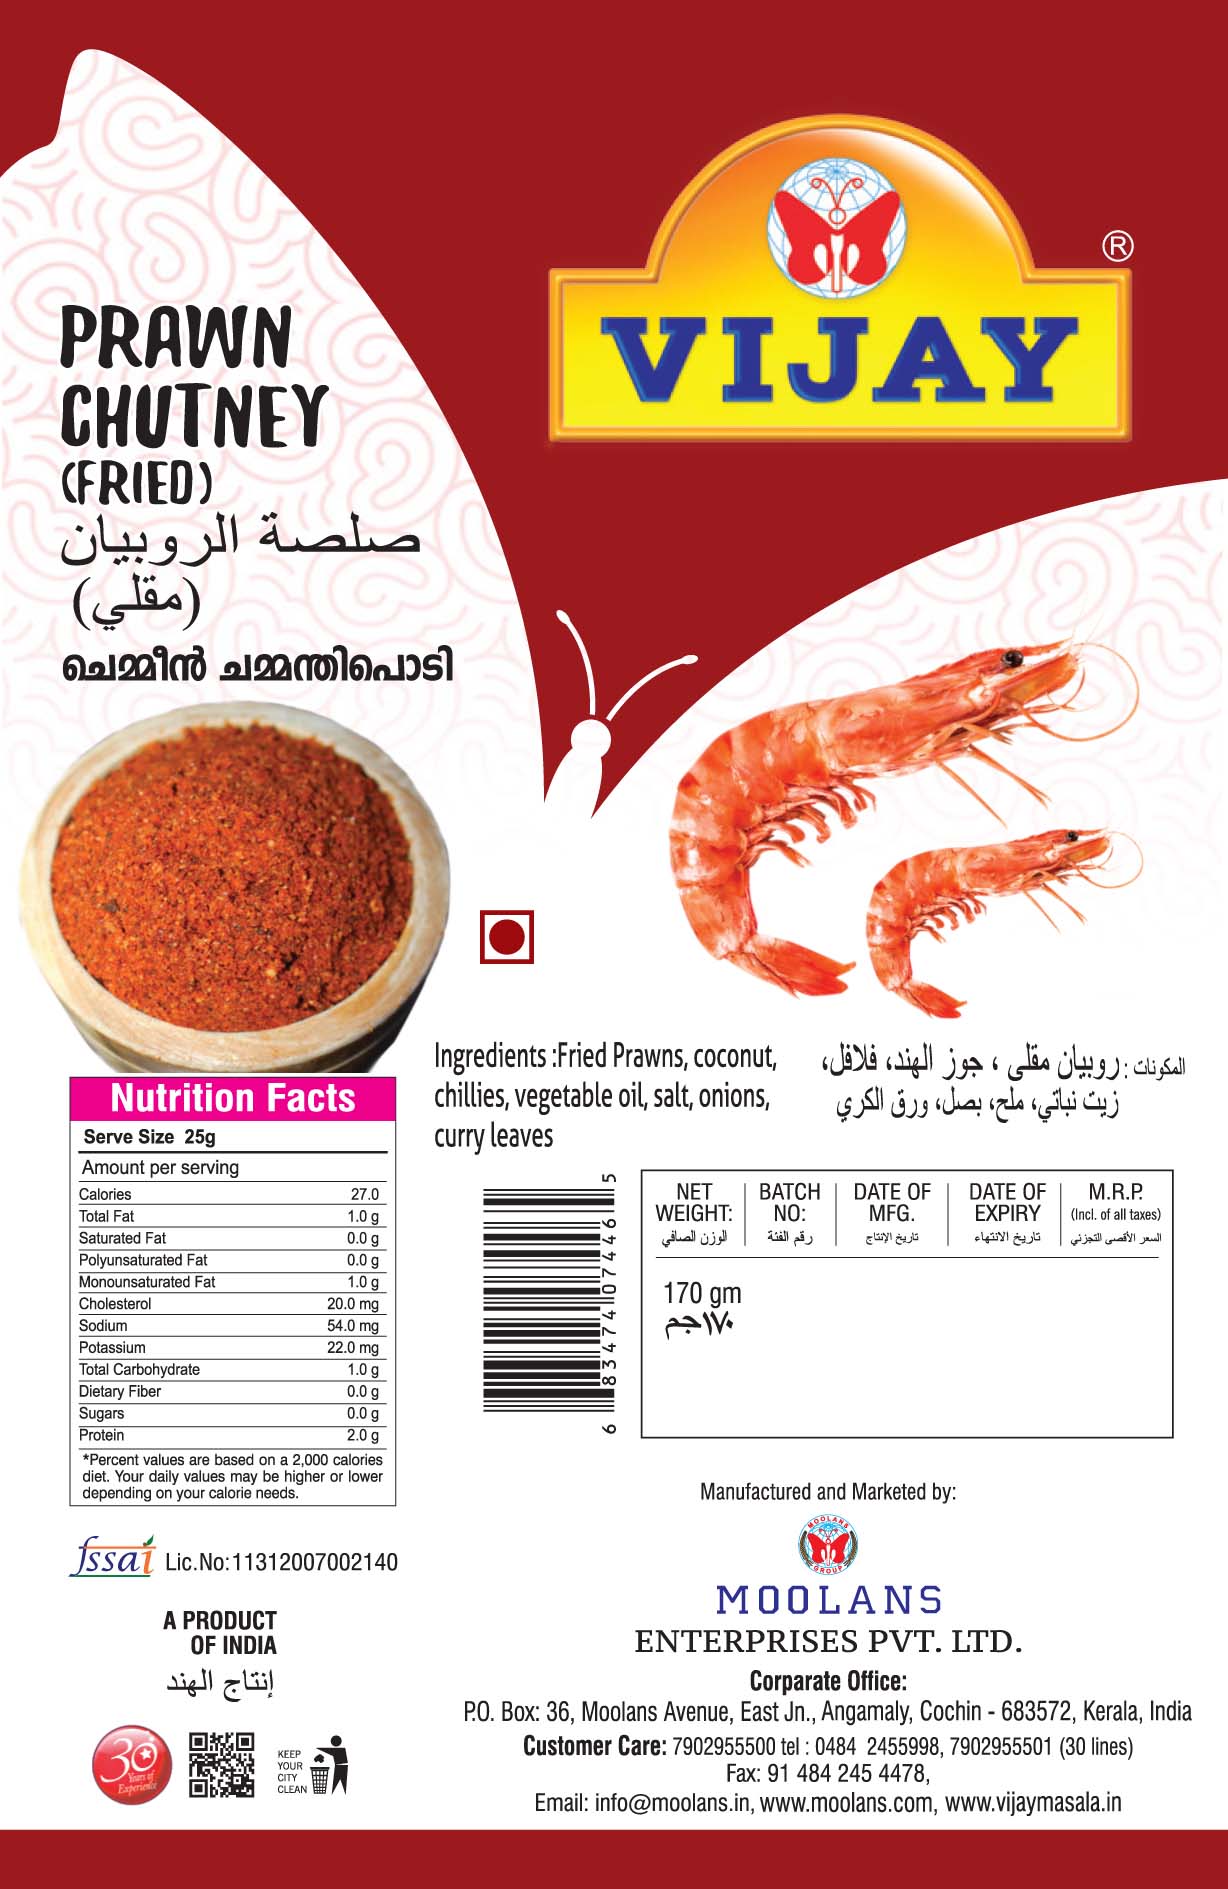 VIJAY
®
PRAWN
CHUTNEY
(FRIED)
صلصة الروبيان
(مقلي)
ചെമ്മീൻ ചമ്മന്തിപൊടി
Ingredients :Fried Prawns, coconut,
chillies, vegetable oil, salt, onions,
curry leaves
المكونات : روبيان مقلى ، جوز الهند، فلافل،
زيت نباتي، ملح، بصل، ورق الكري
Nutrition Facts
Serve Size 25g
Amount per serving
Calories 27.0
Total Fat 1.0 g
Saturated Fat 0.0 g
Polyunsaturated Fat 0.0 g
Monounsaturated Fat 1.0 g
Cholesterol 20.0 mg
Sodium 54.0 mg
Potassium 22.0 mg
Total Carbohydrate 1.0 g
Dietary Fiber 0.0 g
Sugars 0.0 g
Protein 2.0 g
*Percent values are based on a 2,000 calories
diet. Your daily values may be higher or lower
depending on your calorie needs.
6 834740 74465
NET WEIGHT: الوزن الصافي
BATCH NO: رقم الفئة
DATE OF MFG. تاريخ الإنتاج
DATE OF EXPIRY تاريخ الانتهاء
M.R.P. (Incl. of all taxes) السعر الأقصى التجزئي
170 gm
١٧٠جم
fssai Lic.No:11312007002140
A PRODUCT
OF INDIA
إنتاج الهند
30
Years of
Experience
KEEP
YOUR
CITY
CLEAN
Manufactured and Marketed by:
MOOLANS
GROUP
MOOLANS
ENTERPRISES PVT. LTD.
Corparate Office:
P.O. Box: 36, Moolans Avenue, East Jn., Angamaly, Cochin - 683572, Kerala, India
Customer Care: 7902955500 tel : 0484 2455998, 7902955501 (30 lines)
Fax: 91 484 245 4478,
Email: info@moolans.in, www.moolans.com, www.vijaymasala.in